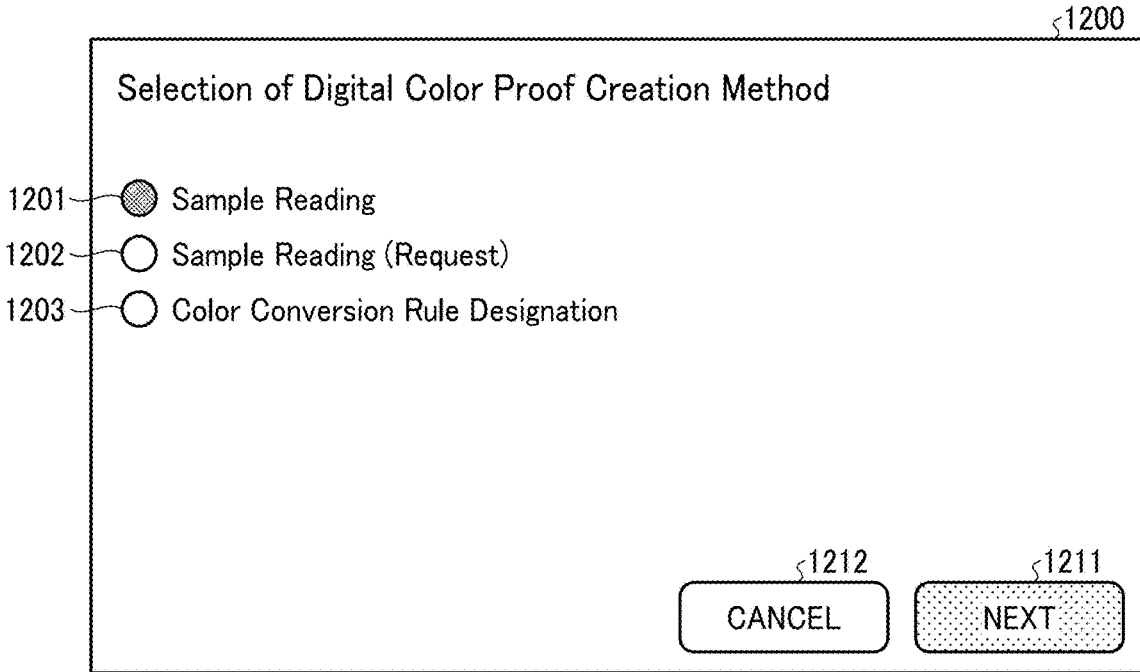 1200
Selection of Digital Color Proof Creation Method
1201 Sample Reading
1202 Sample Reading (Request)
1203 Color Conversion Rule Designation
1212 1211
CANCEL NEXT